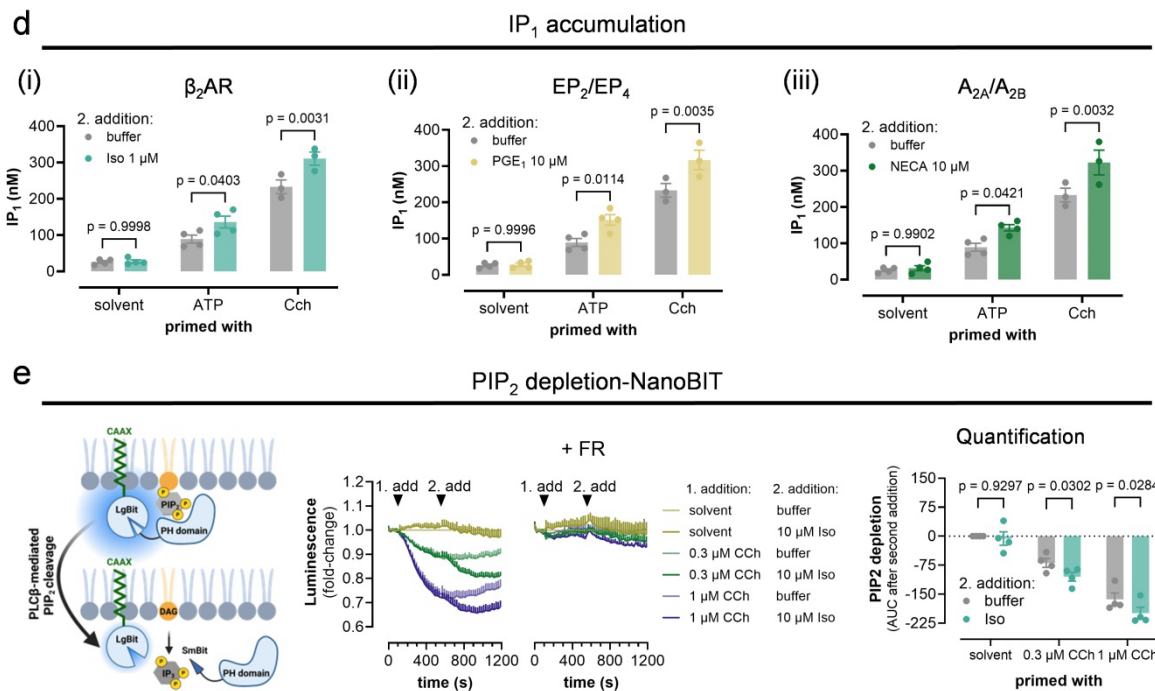 d
IP₁ accumulation
(i)
β₂AR
2. addition:
buffer
Iso 1 µM
p = 0.9998
p = 0.0403
p = 0.0031
IP₁ (nM)
400
300
200
100
0
solvent
ATP
Cch
primed with
(ii)
EP₂/EP₄
2. addition:
buffer
PGE₁ 10 µM
p = 0.9996
p = 0.0114
p = 0.0035
IP₁ (nM)
400
300
200
100
0
solvent
ATP
Cch
primed with
(iii)
A₂A/A₂B
2. addition:
buffer
NECA 10 µM
p = 0.9902
p = 0.0421
p = 0.0032
IP₁ (nM)
400
300
200
100
0
solvent
ATP
Cch
primed with
e
PIP₂ depletion-NanoBIT
CAAX
LgBit
P
P
P
PIP₂
PH domain
PLCβ-mediated
PIP₂ cleavage
CAAX
LgBit
DAG
P
P
P
IP₃
SmBit
PH domain
+ FR
1. add
2. add
1. add
2. add
Luminescence
(fold-change)
1.1
1.0
0.9
0.8
0.7
0.6
0 400 800 1200
0 400 800 1200
time (s)
time (s)
1. addition: 2. addition:
solvent buffer
solvent 10 µM Iso
0.3 µM CCh buffer
0.3 µM CCh 10 µM Iso
1 µM CCh buffer
1 µM CCh 10 µM Iso
Quantification
p = 0.9297
p = 0.0302
p = 0.0284
PIP2 depletion
(AUC after second addition)
150
75
0
-75
-150
-225
2. addition:
buffer
Iso
solvent
0.3 µM CCh
1 µM CCh
primed with